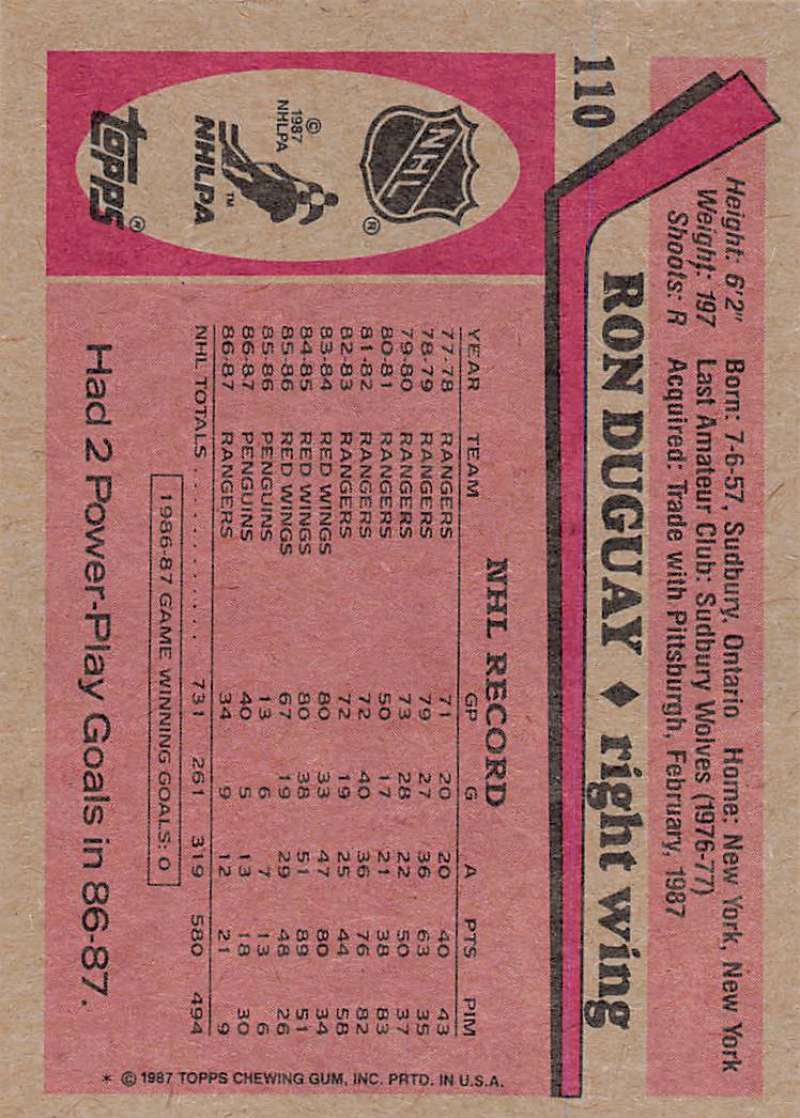 110
Height: 6'2" Born: 7-6-57, Sudbury, Ontario Home: New York, New York
Weight: 197 Last Amateur Club: Sudbury Wolves (1976-77)
Shoots: R Acquired: Trade with Pittsburgh, February, 1987
RON DUGUAY ♦ right wing
NHL ®
© 1987 NHLPA
NHLPA ™
TOPPS ®
NHL RECORD
YEAR TEAM GP G A PTS PIM
77-78 RANGERS 71 20 20 40 43
78-79 RANGERS 79 27 36 63 35
79-80 RANGERS 73 28 22 50 37
80-81 RANGERS 50 17 21 38 83
81-82 RANGERS 72 40 36 76 82
82-83 RANGERS 72 19 25 44 58
83-84 RED WINGS 80 33 47 80 34
84-85 RED WINGS 80 38 51 89 51
85-86 RED WINGS 67 19 29 48 26
85-86 PENGUINS 13 6 7 13 6
86-87 PENGUINS 40 5 13 18 30
86-87 RANGERS 34 9 12 21 9
NHL TOTALS . . . . . . . . . . . . 731 261 319 580 494
1986-87 GAME WINNING GOALS: 0
Had 2 Power-Play Goals in 86-87.
* © 1987 TOPPS CHEWING GUM, INC. PRTD. IN U.S.A.